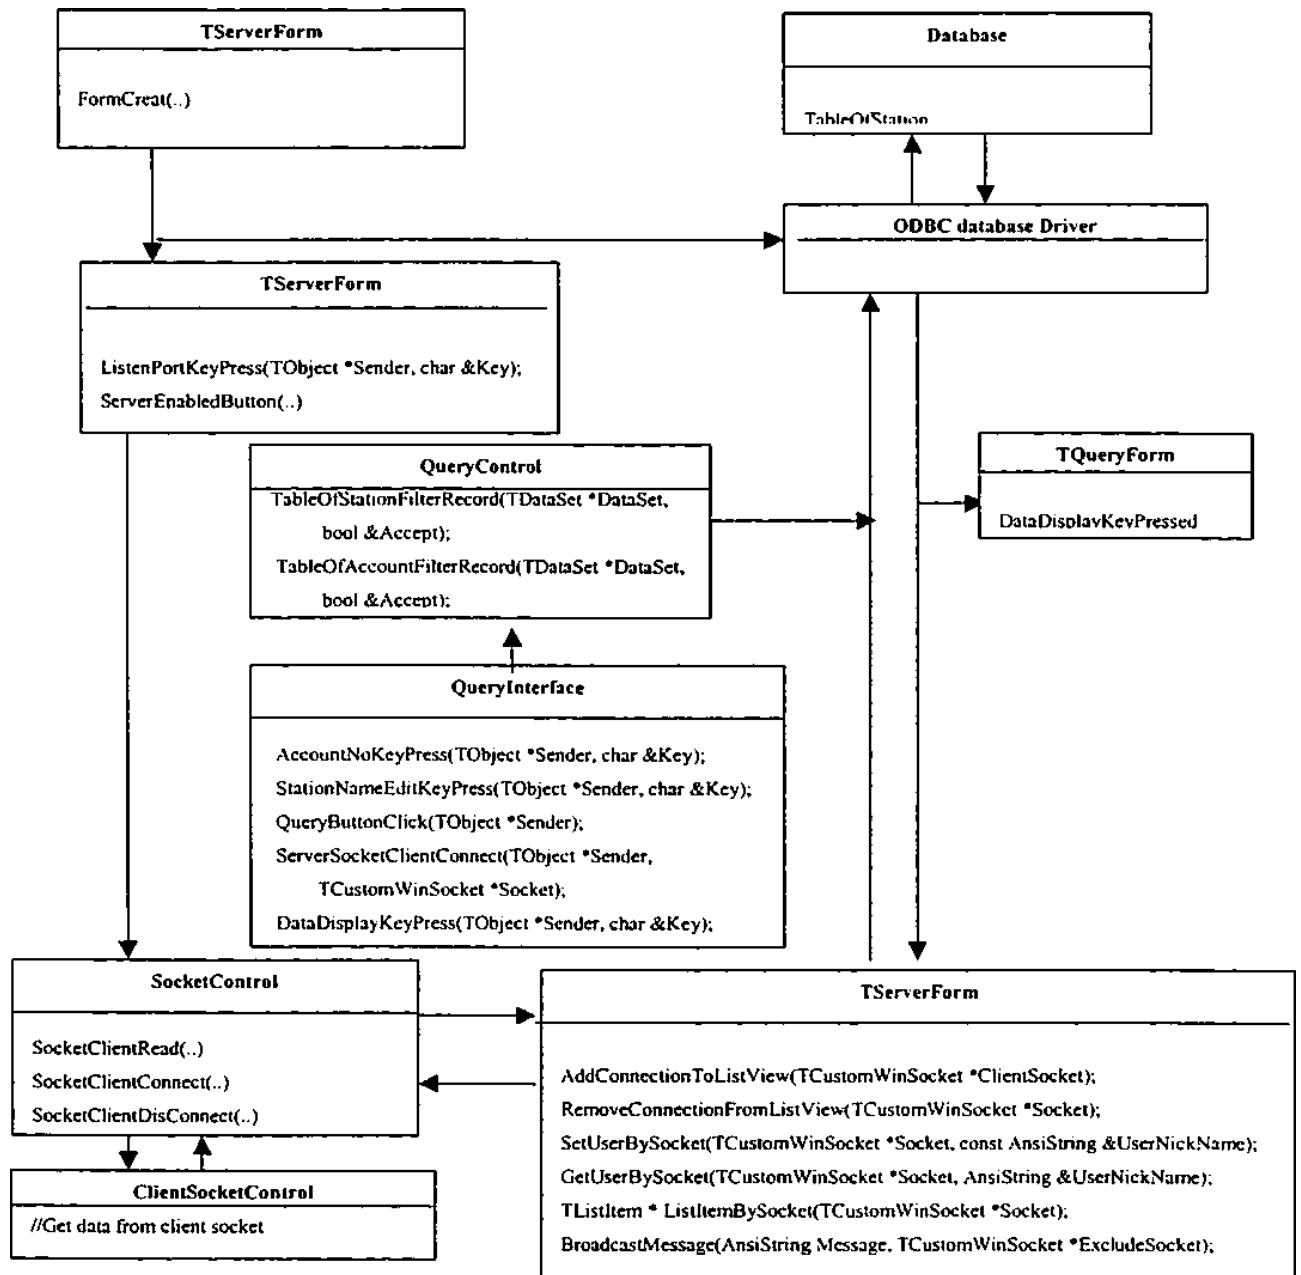 TServerForm
FormCreat(..)
Database
TableOfStation
ODBC database Driver
TServerForm
ListenPortKeyPress(TObject *Sender, char &Key);
ServerEnabledButton(..)
QueryControl
TableOfStationFilterRecord(TDataSet *DataSet,
bool &Accept);
TableOfAccountFilterRecord(TDataSet *DataSet,
bool &Accept);
TQueryForm
DataDisplayKeyPressed
QueryInterface
AccountNoKeyPress(TObject *Sender, char &Key);
StationNameEditKeyPress(TObject *Sender, char &Key);
QueryButtonClick(TObject *Sender);
ServerSocketClientConnect(TObject *Sender,
TCustomWinSocket *Socket);
DataDisplayKeyPress(TObject *Sender, char &Key);
SocketControl
SocketClientRead(..)
SocketClientConnect(..)
SocketClientDisConnect(..)
TServerForm
AddConnectionToListView(TCustomWinSocket *ClientSocket);
RemoveConnectionFromListView(TCustomWinSocket *Socket);
SetUserBySocket(TCustomWinSocket *Socket, const AnsiString &UserNickName);
GetUserBySocket(TCustomWinSocket *Socket, AnsiString &UserNickName);
TListItem * ListItemBySocket(TCustomWinSocket *Socket);
BroadcastMessage(AnsiString Message, TCustomWinSocket *ExcludeSocket);
ClientSocketControl
//Get data from client socket